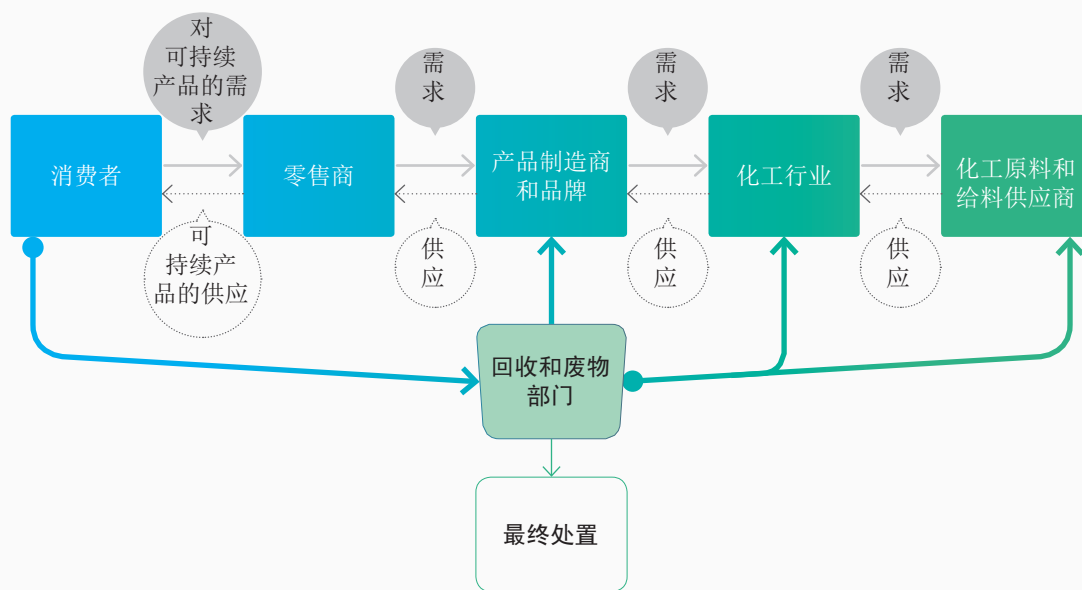 对
可持续
产品的需
求
需
求
需
求
需
求
消费者
零售商
产品制造商
和品牌
化工行业
化工原料和
给料供应商
可
持续产
品的供应
供
应
供
应
供
应
回收和废物
部门
最终处置